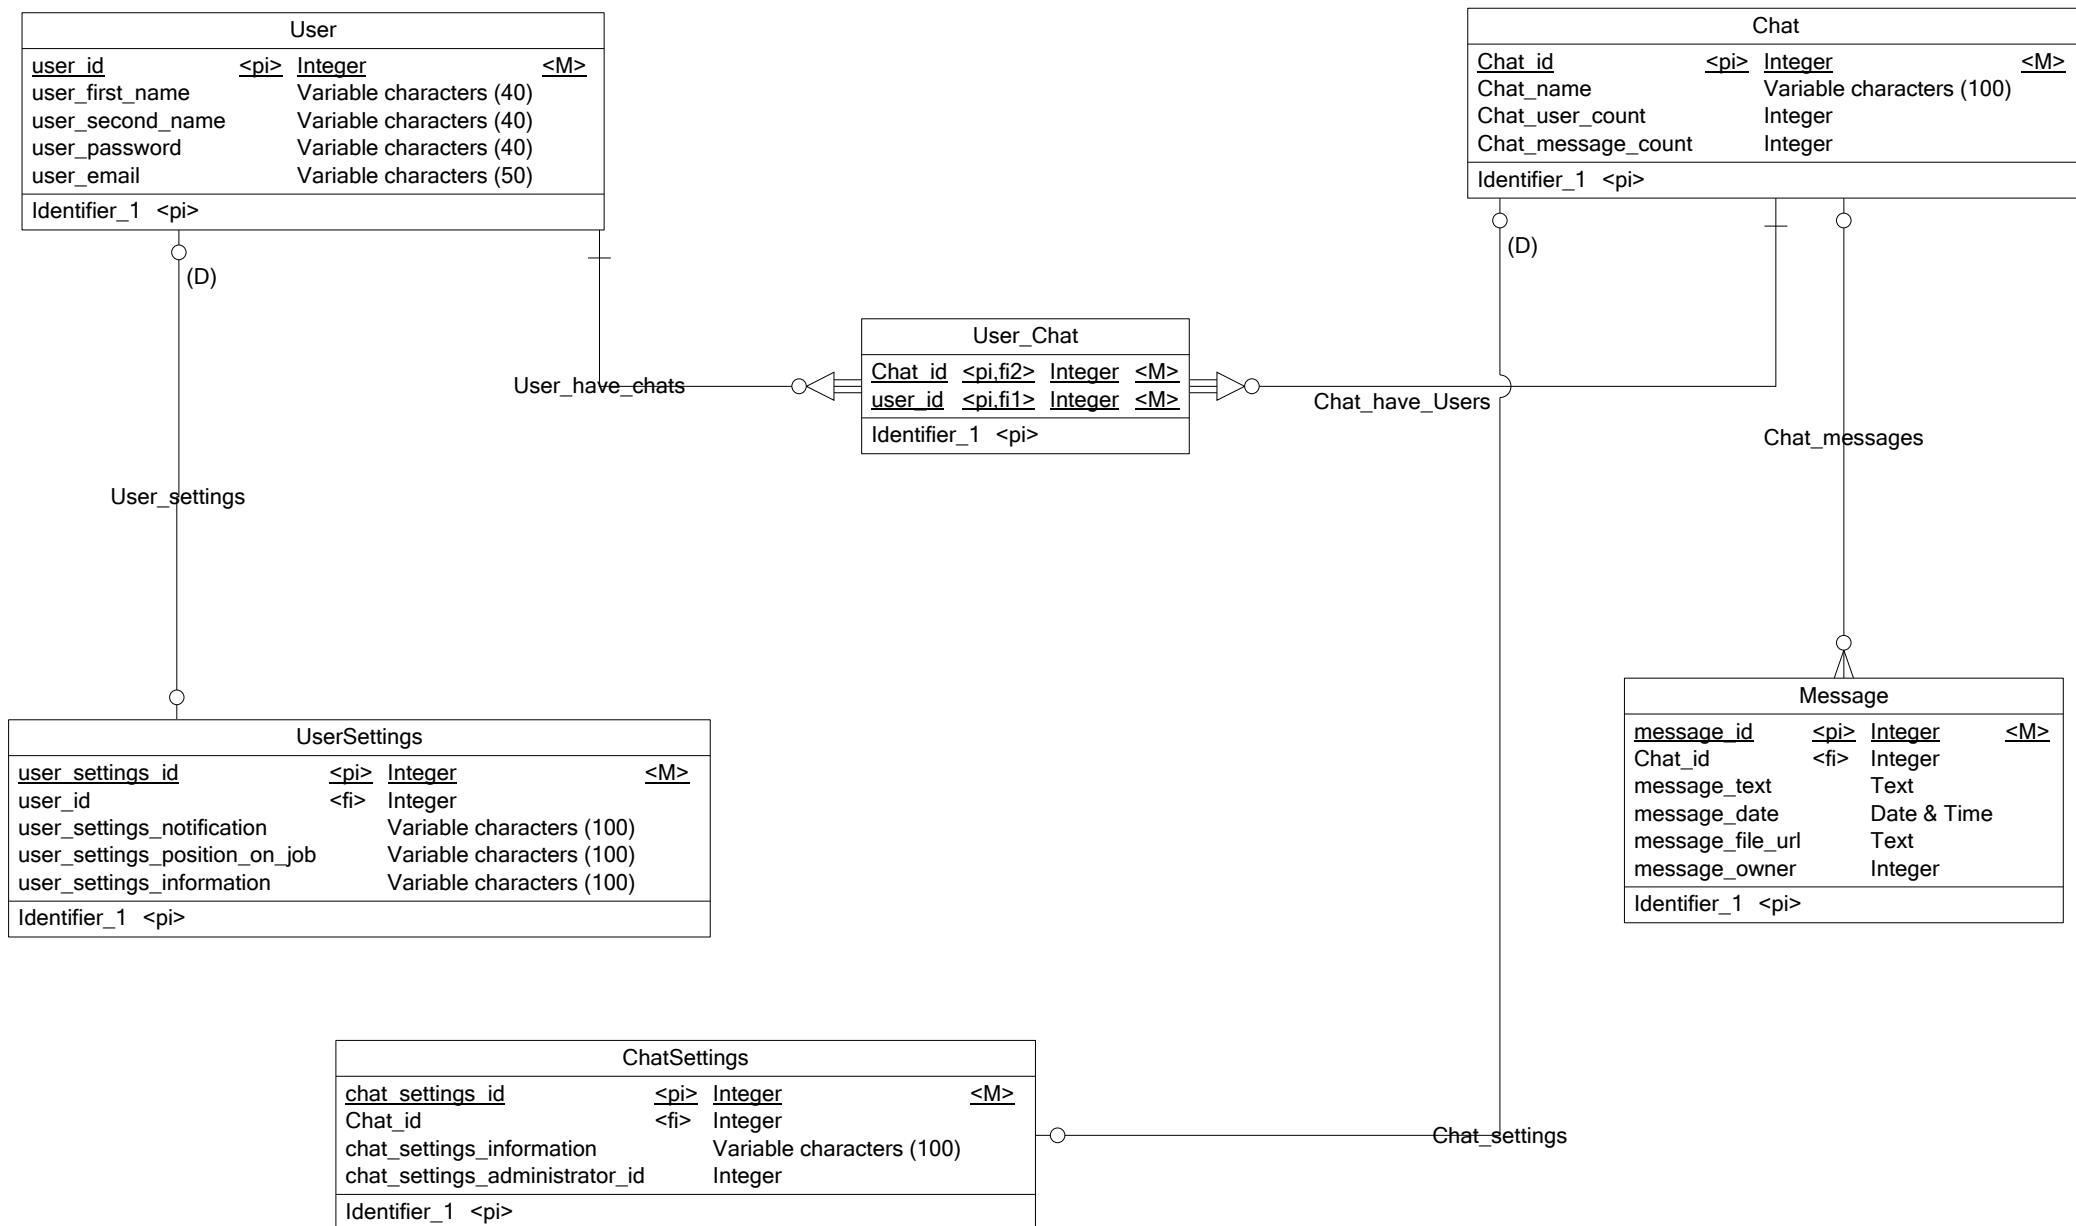 User
user_id <pi> Integer <M>
user_first_name Variable characters (40)
user_second_name Variable characters (40)
user_password Variable characters (40)
user_email Variable characters (50)
Identifier_1 <pi>
(D)
Chat
Chat_id <pi> Integer <M>
Chat_name Variable characters (100)
Chat_user_count Integer
Chat_message_count Integer
Identifier_1 <pi>
(D)
User_have_chats
User_Chat
Chat_id <pi,fi2> Integer <M>
user_id <pi,fi1> Integer <M>
Identifier_1 <pi>
Chat_have_Users
Chat_messages
User_settings
UserSettings
user_settings_id <pi> Integer <M>
user_id <fi> Integer
user_settings_notification Variable characters (100)
user_settings_position_on_job Variable characters (100)
user_settings_information Variable characters (100)
Identifier_1 <pi>
Message
message_id <pi> Integer <M>
Chat_id <fi> Integer
message_text Text
message_date Date & Time
message_file_url Text
message_owner Integer
Identifier_1 <pi>
ChatSettings
chat_settings_id <pi> Integer <M>
Chat_id <fi> Integer
chat_settings_information Variable characters (100)
chat_settings_administrator_id Integer
Identifier_1 <pi>
Chat_settings